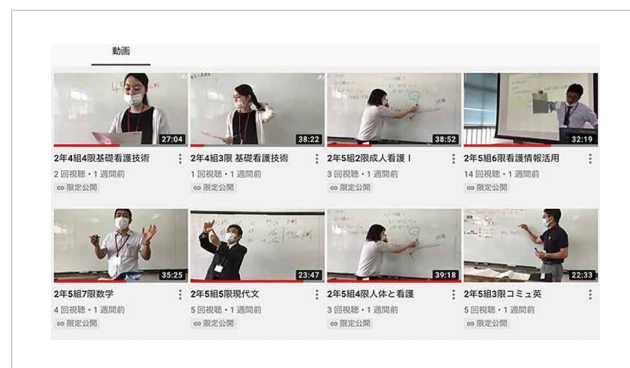 動画
27:04
38:22
38:52
32:19
2年4組4限基礎看護技術
2年4組3限 基礎看護技術
2年5組2限成人看護Ⅰ
2年5組6限看護情報活用
2 回視聴・1 週間前
1 回視聴・1 週間前
3 回視聴・1 週間前
14 回視聴・1 週間前
限定公開
限定公開
限定公開
限定公開
35:25
23:47
39:18
22:33
2年5組7限数学
2年5組5限現代文
2年5組4限人体と看護
2年5組3限コミュ英
4 回視聴・1 週間前
5 回視聴・1 週間前
3 回視聴・1 週間前
5 回視聴・1 週間前
限定公開
限定公開
限定公開
限定公開